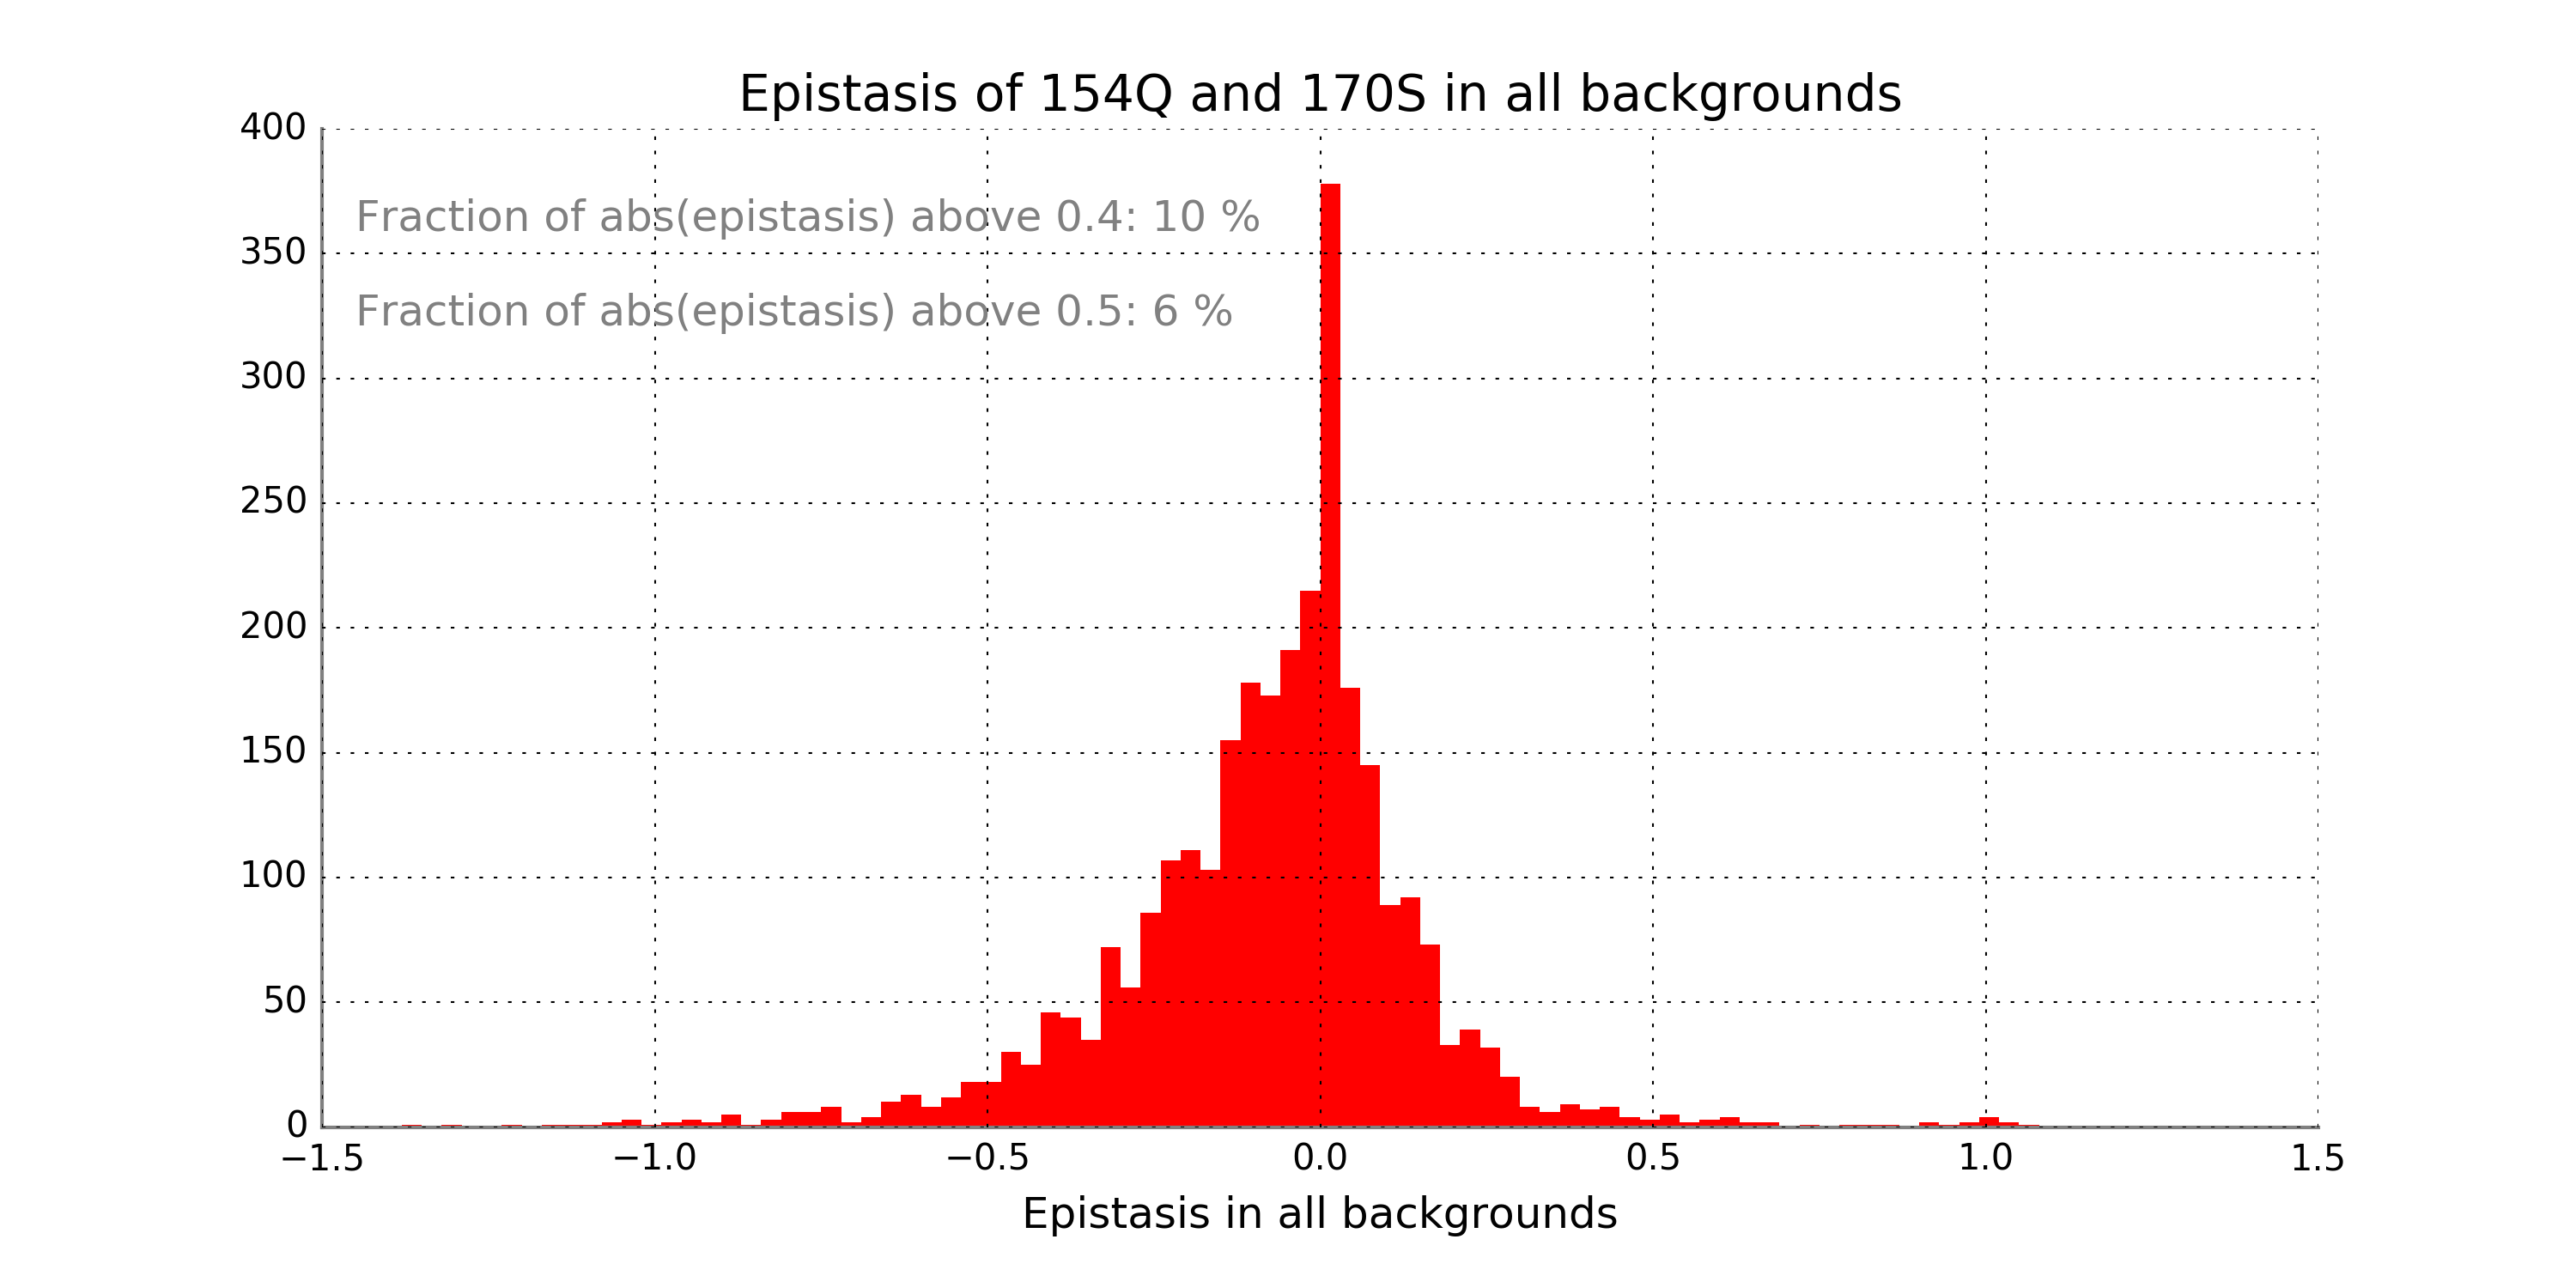 Epistasis of 154Q and 170S in all backgrounds
400
350
300
250
200
150
100
50
0
Fraction of abs(epistasis) above 0.4: 10 %
Fraction of abs(epistasis) above 0.5: 6 %
−1.5 −1.0 −0.5 0.0 0.5 1.0 1.5
Epistasis in all backgrounds